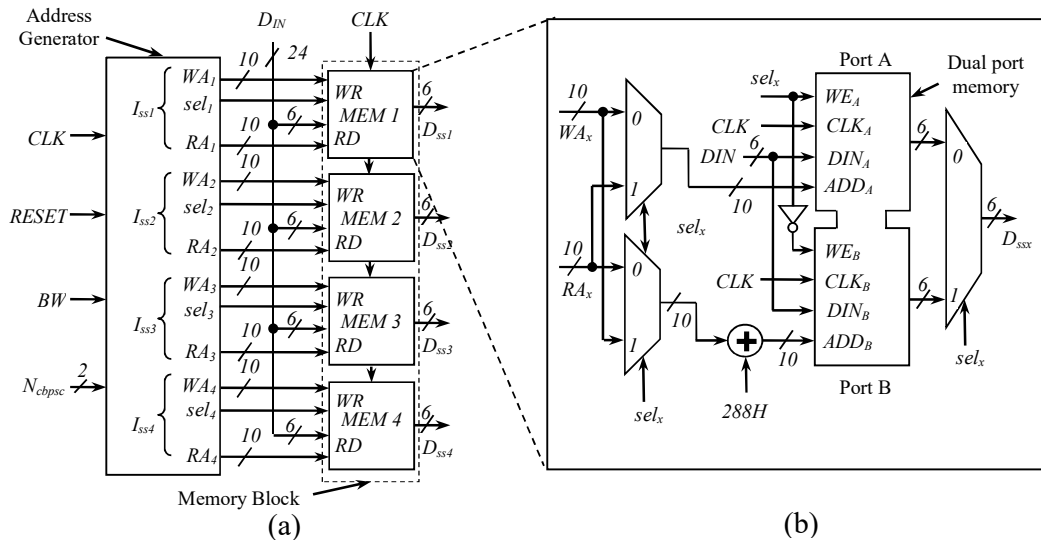 Address
Generator
D_IN
24
CLK
CLK
RESET
BW
N_cbpsc
2
I_ss1
WA_1
sel_1
RA_1
10
10
6
WR
MEM 1
RD
6
D_ss1
I_ss2
WA_2
sel_2
RA_2
10
10
6
WR
MEM 2
RD
6
D_ss2
I_ss3
WA_3
sel_3
RA_3
10
10
6
WR
MEM 3
RD
6
D_ss3
I_ss4
WA_4
sel_4
RA_4
10
10
6
WR
MEM 4
RD
6
D_ss4
Memory Block
(a)
10
WA_x
0
1
sel_x
10
RA_x
0
1
sel_x
10
288H
sel_x
CLK
DIN
6
10
CLK
10
Port A
WE_A
CLK_A
DIN_A
ADD_A
WE_B
CLK_B
DIN_B
ADD_B
Port B
Dual port
memory
6
0
6
1
sel_x
6
D_ssx
(b)